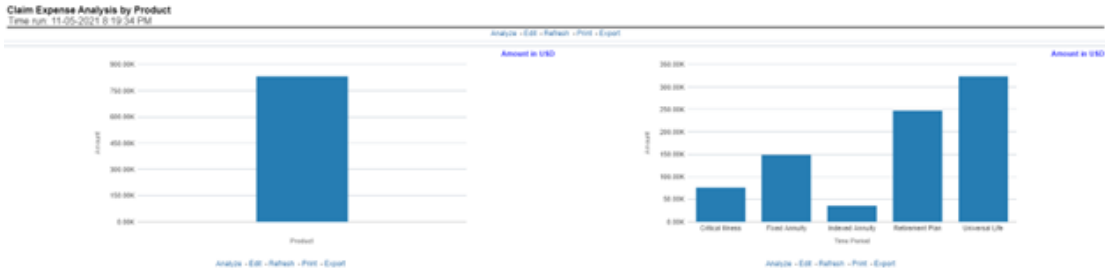 Claim Expense Analysis by Product
Time run: 11-05-2021 8:19:34 PM
Analyze - Edit - Refresh - Print - Export
Amount in USD
900.00K
750.00K
600.00K
450.00K
300.00K
150.00K
0.00K
Amount
Product
Analyze - Edit - Refresh - Print - Export
Amount in USD
350.00K
300.00K
250.00K
200.00K
150.00K
100.00K
50.00K
0.00K
Amount
Critical Illness Fixed Annuity Indexed Annuity Retirement Plan Universal Life
Time Period
Analyze - Edit - Refresh - Print - Export